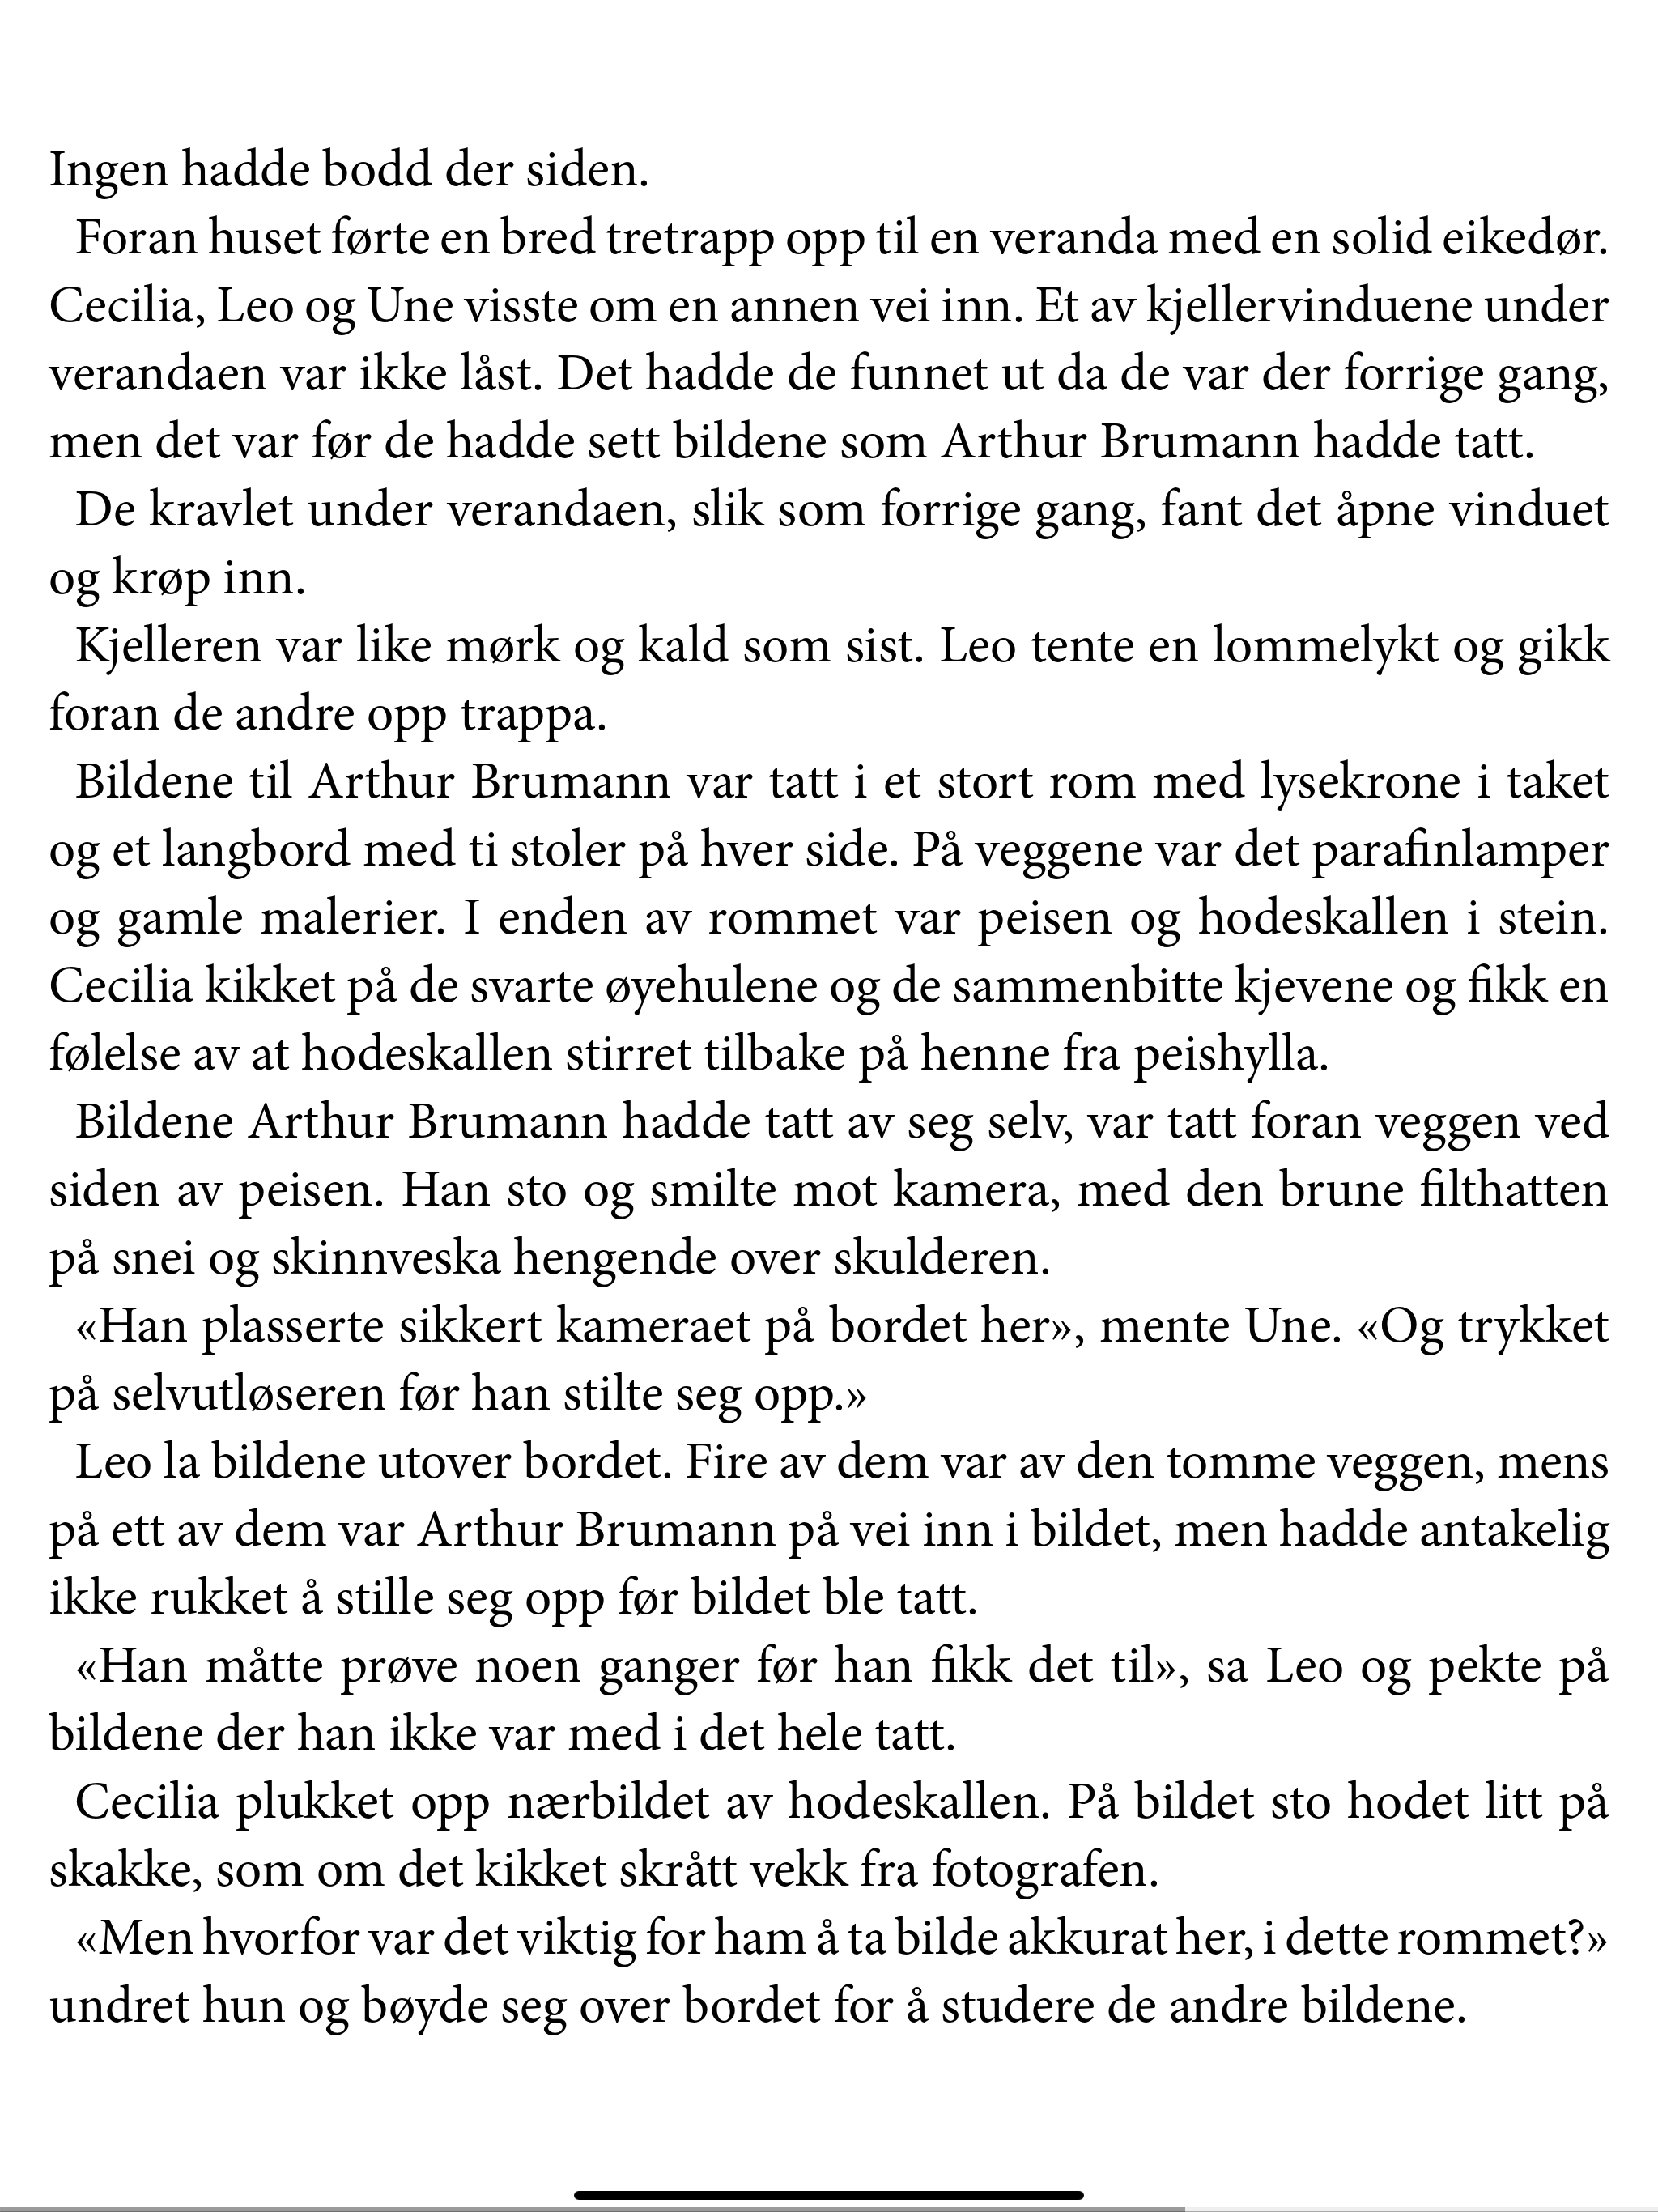 Ingen hadde bodd der siden.
Foran huset førte en bred tretrapp opp til en veranda med en solid eikedør.
Cecilia, Leo og Une visste om en annen vei inn. Et av kjellervinduene under
verandaen var ikke låst. Det hadde de funnet ut da de var der forrige gang,
men det var før de hadde sett bildene som Arthur Brumann hadde tatt.
De kravlet under verandaen, slik som forrige gang, fant det åpne vinduet
og krøp inn.
Kjelleren var like mørk og kald som sist. Leo tente en lommelykt og gikk
foran de andre opp trappa.
Bildene til Arthur Brumann var tatt i et stort rom med lysekrone i taket
og et langbord med ti stoler på hver side. På veggene var det parafinlamper
og gamle malerier. I enden av rommet var peisen og hodeskallen i stein.
Cecilia kikket på de svarte øyehulene og de sammenbitte kjevene og fikk en
følelse av at hodeskallen stirret tilbake på henne fra peishylla.
Bildene Arthur Brumann hadde tatt av seg selv, var tatt foran veggen ved
siden av peisen. Han sto og smilte mot kamera, med den brune filthatten
på snei og skinnveska hengende over skulderen.
«Han plasserte sikkert kameraet på bordet her», mente Une. «Og trykket
på selvutløseren før han stilte seg opp.»
Leo la bildene utover bordet. Fire av dem var av den tomme veggen, mens
på ett av dem var Arthur Brumann på vei inn i bildet, men hadde antakelig
ikke rukket å stille seg opp før bildet ble tatt.
«Han måtte prøve noen ganger før han fikk det til», sa Leo og pekte på
bildene der han ikke var med i det hele tatt.
Cecilia plukket opp nærbildet av hodeskallen. På bildet sto hodet litt på
skakke, som om det kikket skrått vekk fra fotografen.
«Men hvorfor var det viktig for ham å ta bilde akkurat her, i dette rommet?»
undret hun og bøyde seg over bordet for å studere de andre bildene.